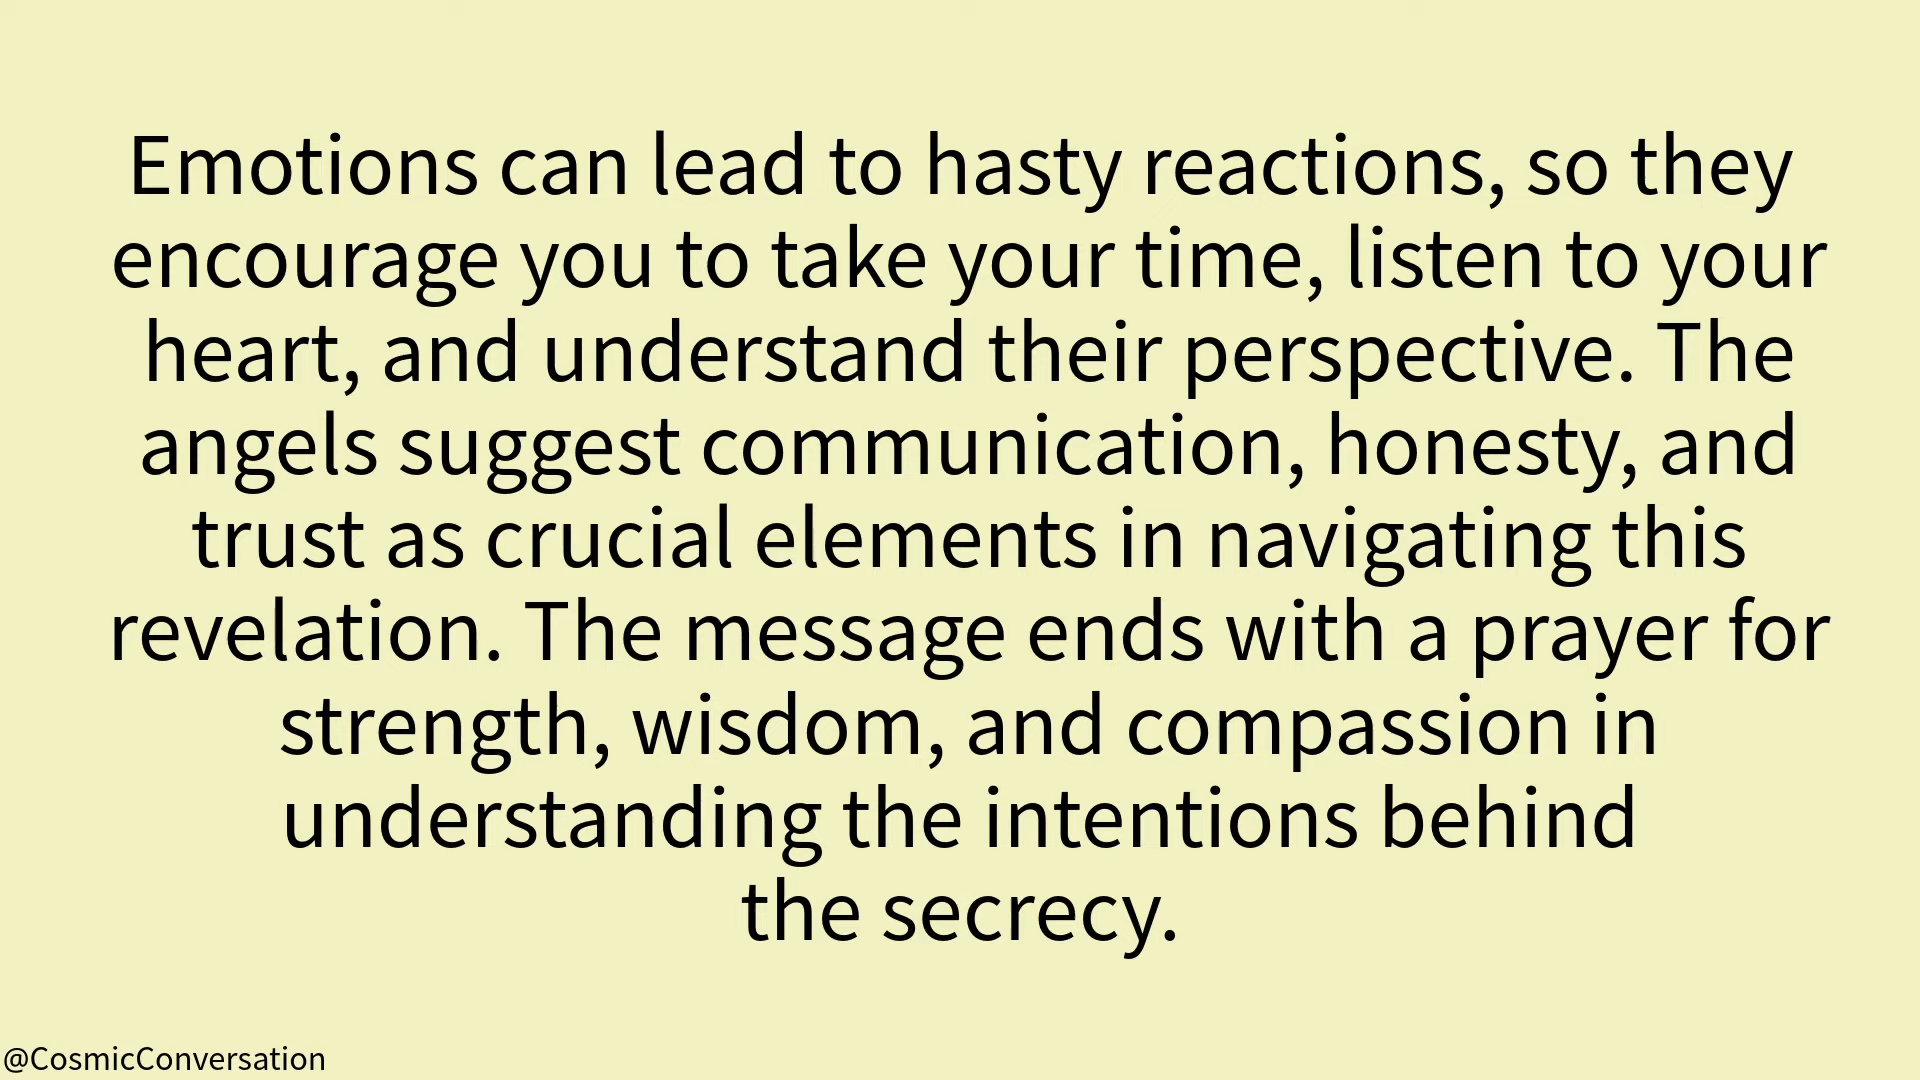 Emotions can lead to hasty reactions, so they
encourage you to take your time, listen to your
heart, and understand their perspective. The
angels suggest communication, honesty, and
trust as crucial elements in navigating this
revelation. The message ends with a prayer for
strength, wisdom, and compassion in
understanding the intentions behind
the secrecy.
@CosmicConversation